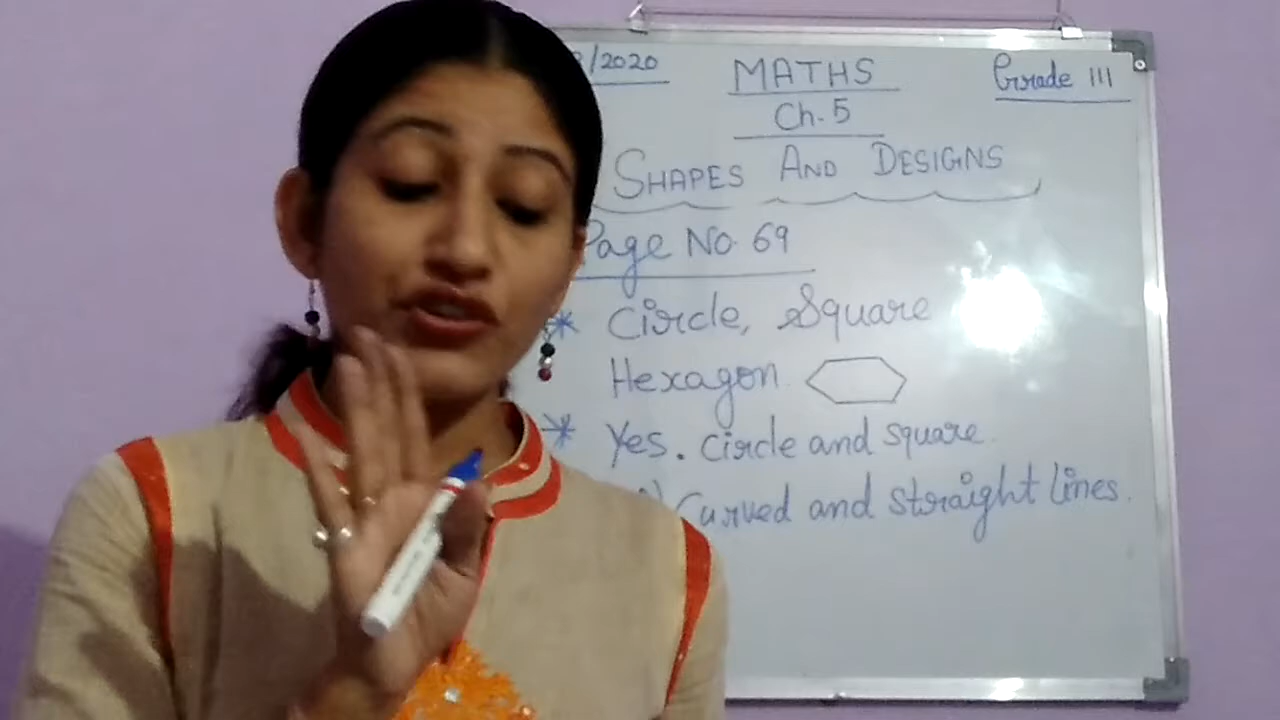 /2020
MATHS
Grade III
Ch. 5
SHAPES AND DESIGNS
Page No. 69
* Circle, Square
Hexagon
* Yes. Circle and square.
Curved and straight lines.